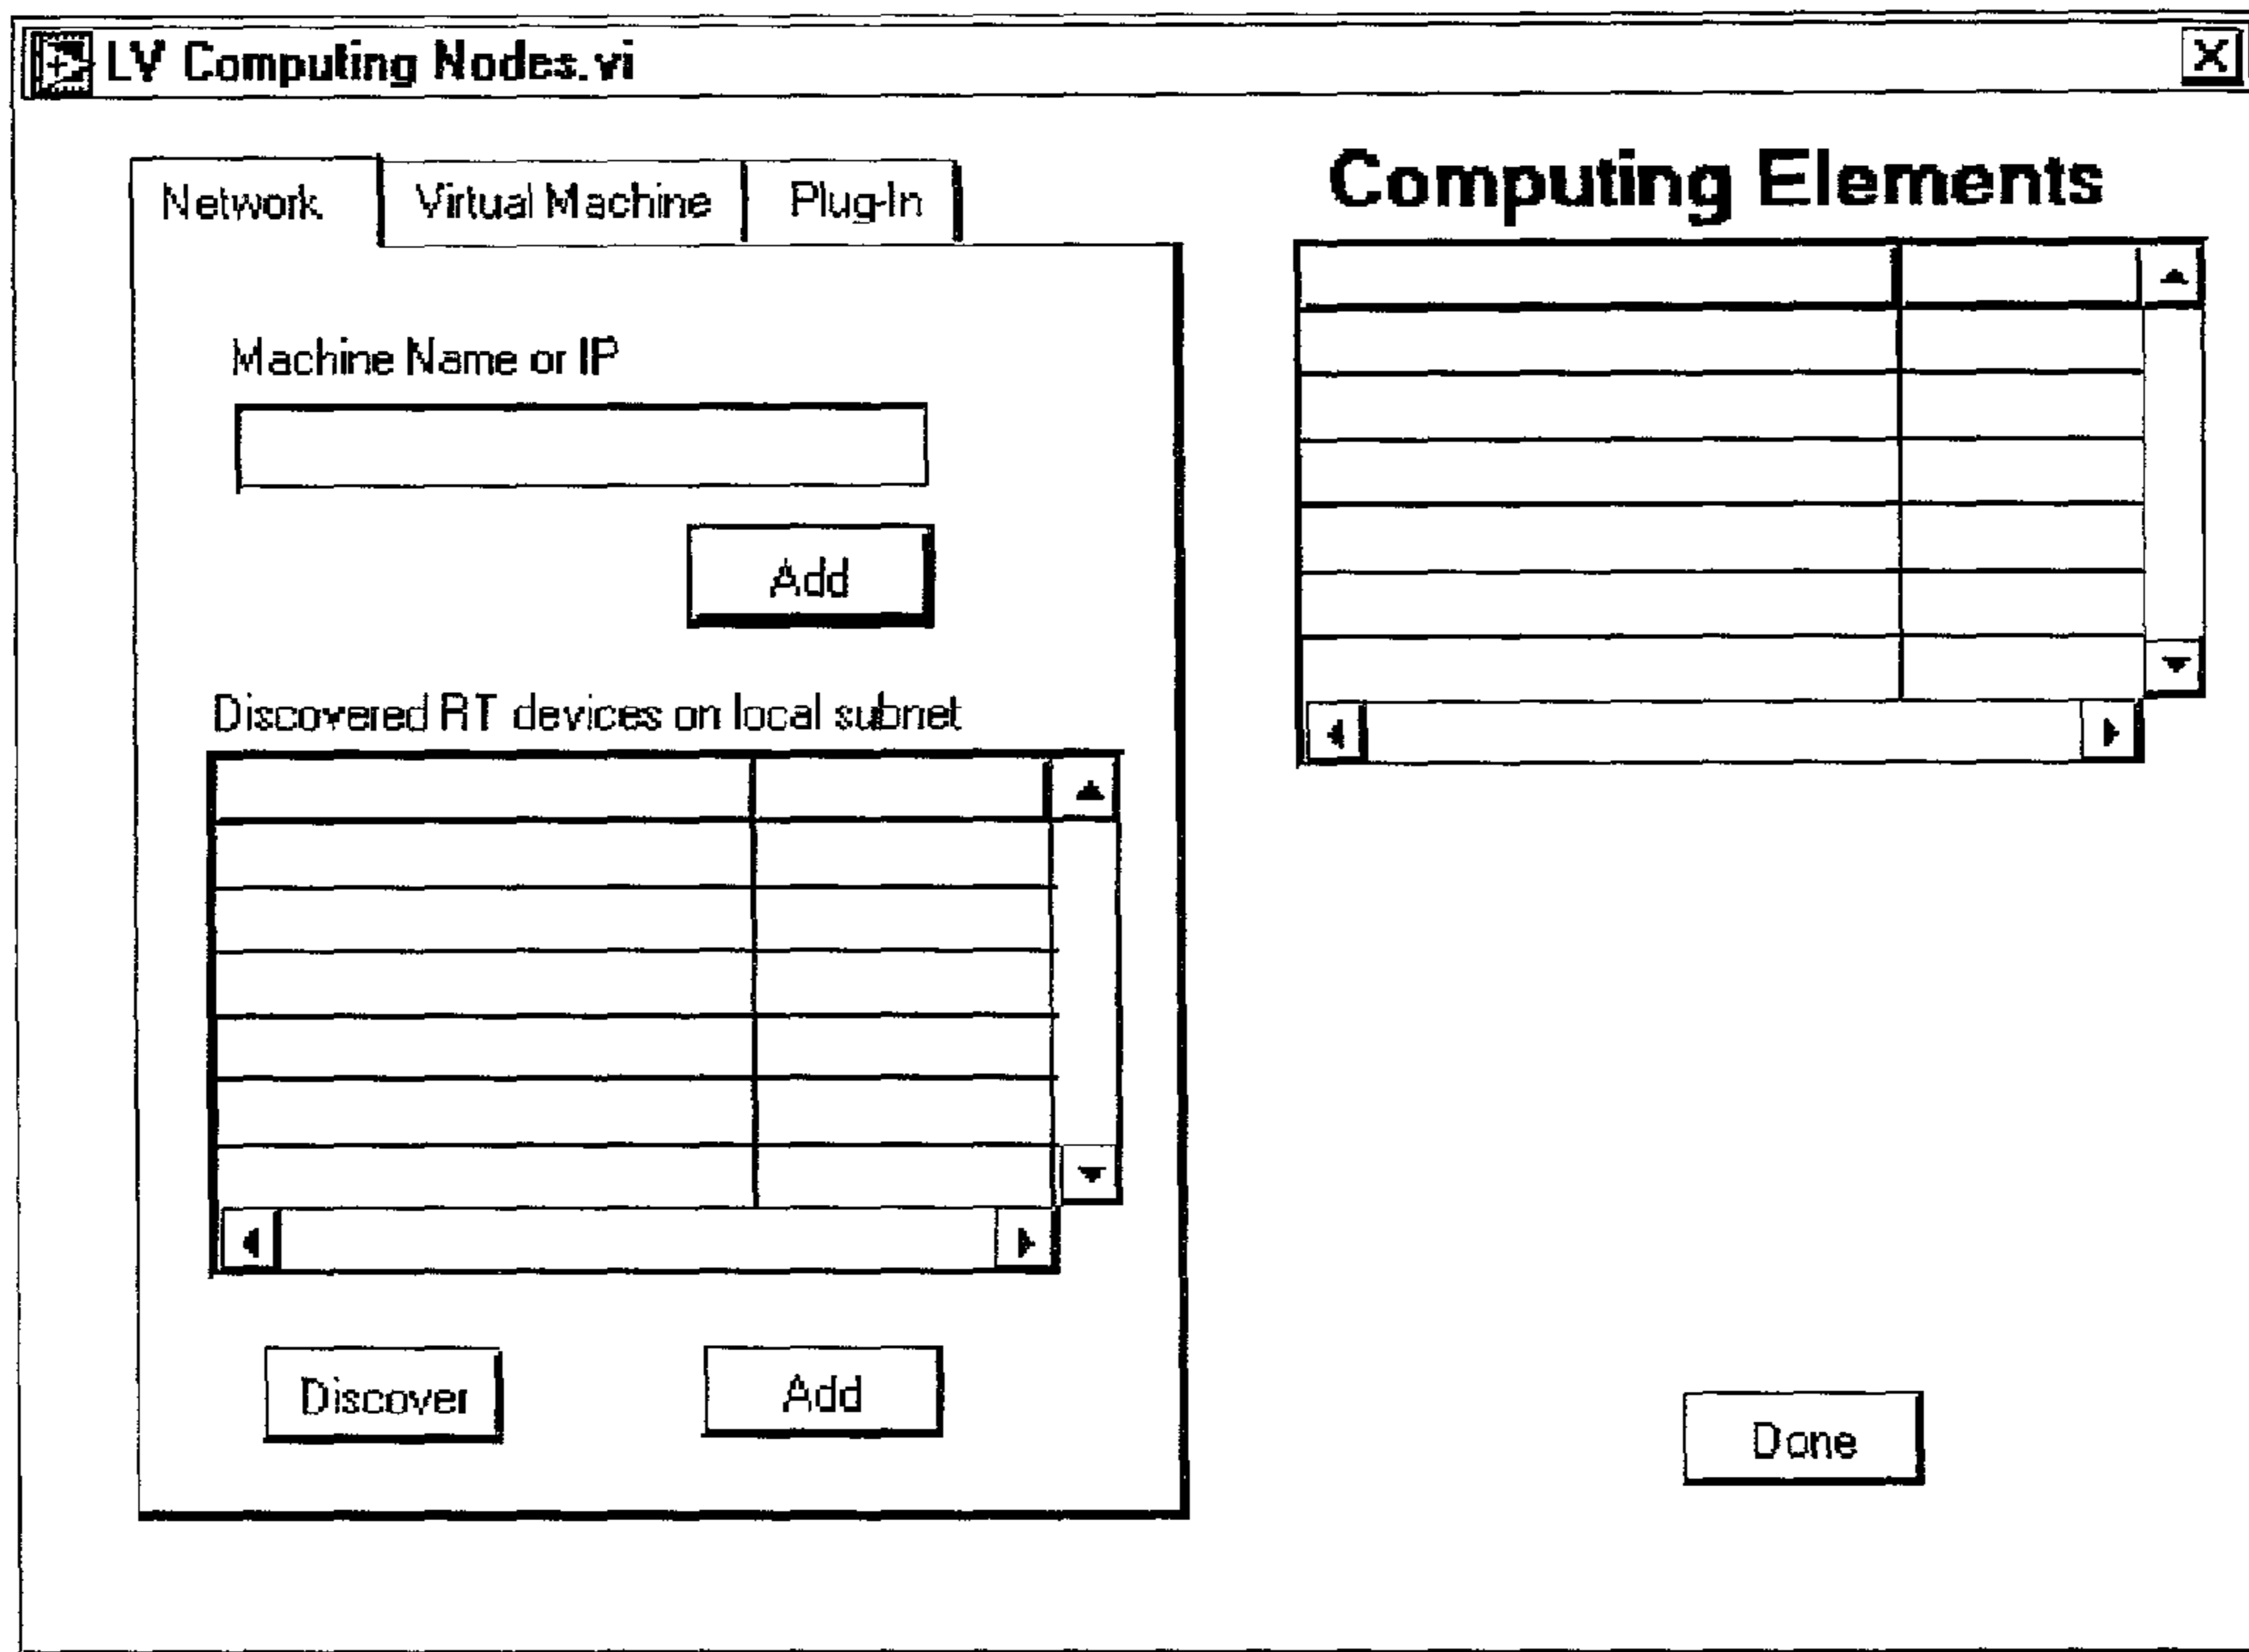 LV Computing Nodes.vi
Network Virtual Machine Plug-In
Computing Elements
Machine Name or IP
Add
Discovered RT devices on local subnet
Discover Add
Done